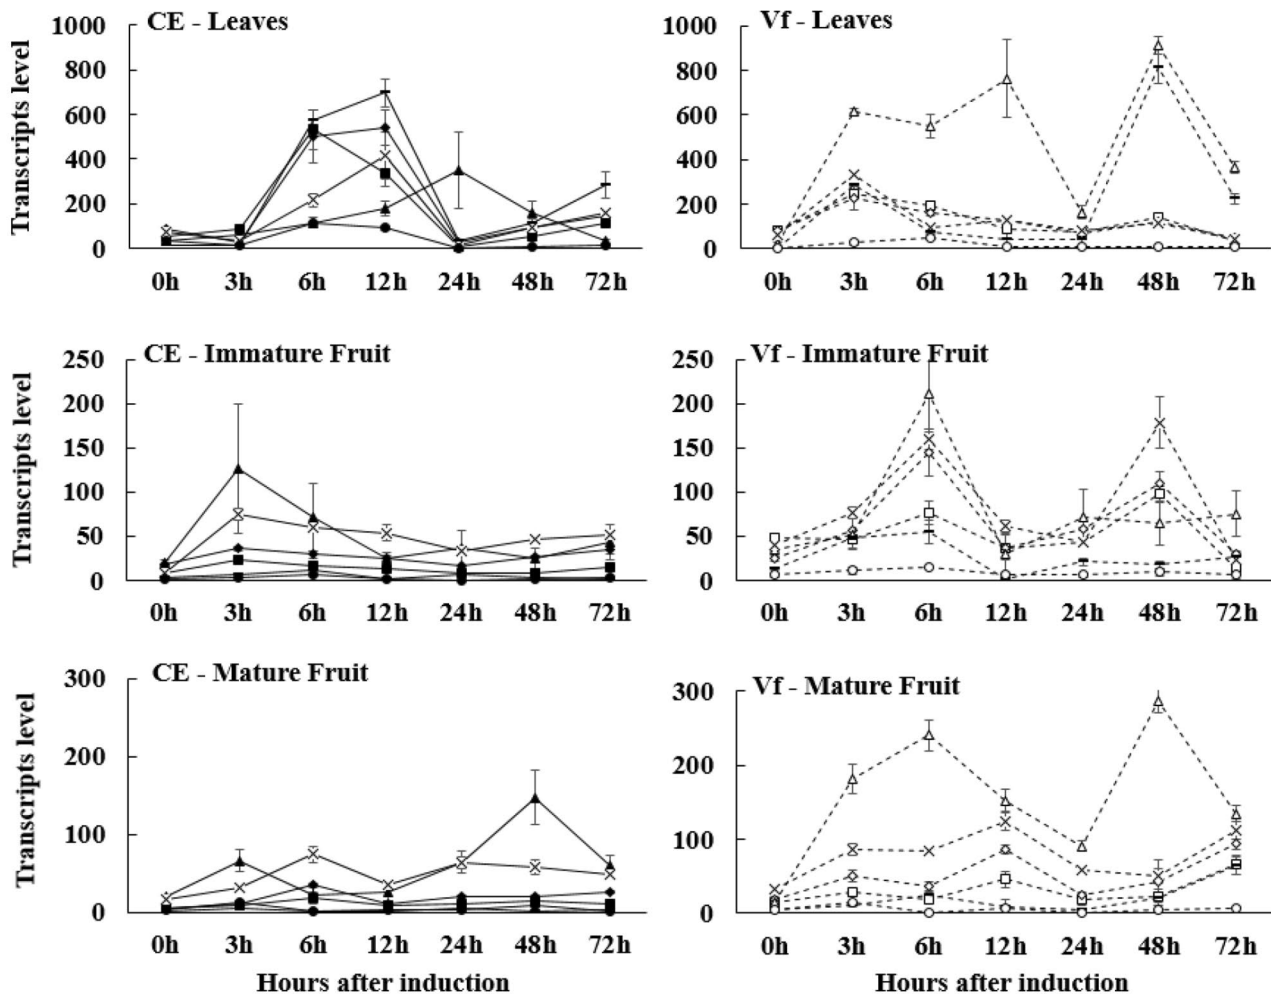 CE - Leaves
Transcripts level
1000
800
600
400
200
0
0h 3h 6h 12h 24h 48h 72h
Vf - Leaves
1000
800
600
400
200
0
0h 3h 6h 12h 24h 48h 72h
CE - Immature Fruit
Transcripts level
250
200
150
100
50
0
0h 3h 6h 12h 24h 48h 72h
Vf - Immature Fruit
250
200
150
100
50
0
0h 3h 6h 12h 24h 48h 72h
CE - Mature Fruit
Transcripts level
300
200
100
0
0h 3h 6h 12h 24h 48h 72h
Hours after induction
Vf - Mature Fruit
300
200
100
0
0h 3h 6h 12h 24h 48h 72h
Hours after induction